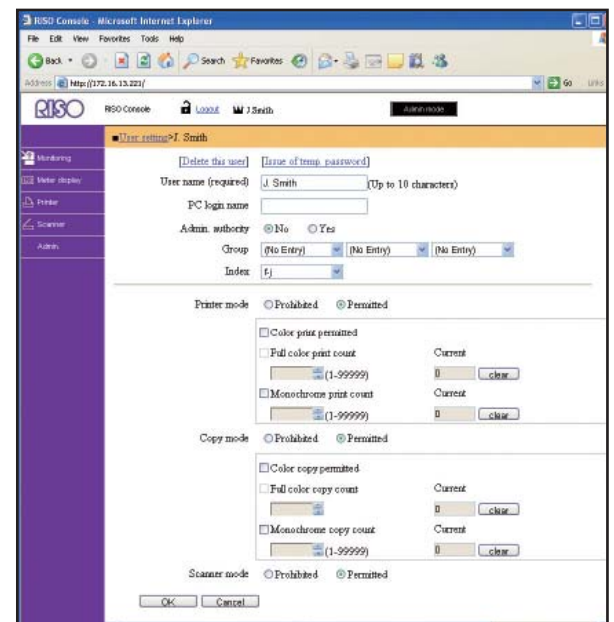 RISO Console - Microsoft Internet Explorer
File Edit View Favorites Tools Help
Back Search Favorites
Address http://172.16.13.221/ Go Links
RISO RISO Console Logout J.Smith Admin mode
■User setting>J. Smith
Monitoring
Meter display
Printer
Scanner
Admin.
[Delete this user] [Issue of temp. password]
User name (required) J. Smith (Up to 10 characters)
PC login name
Admin. authority No Yes
Group (No Entry) (No Entry) (No Entry)
Index f-j
Printer mode Prohibited Permitted
Color print permitted
Full color print count Current
(1-99999) 0 clear
Monochrome print count Current
(1-99999) 0 clear
Copy mode Prohibited Permitted
Color copy permitted
Full color copy count Current
0 clear
Monochrome copy count Current
(1-99999) 0 clear
Scanner mode Prohibited Permitted
OK Cancel